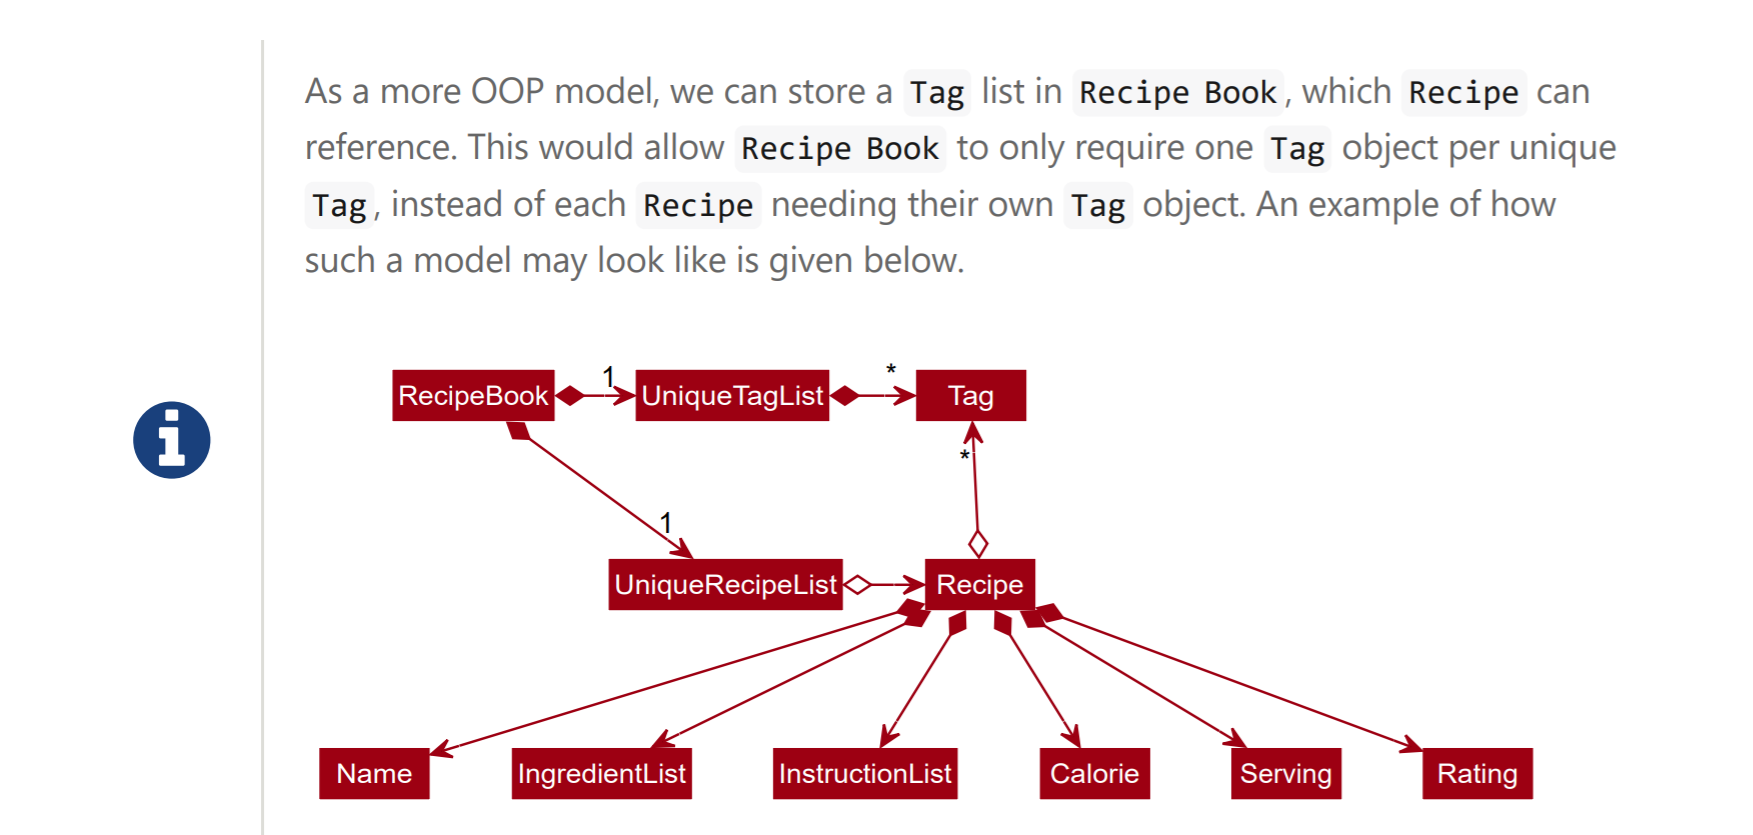 As a more OOP model, we can store a Tag list in Recipe Book, which Recipe can
reference. This would allow Recipe Book to only require one Tag object per unique
Tag, instead of each Recipe needing their own Tag object. An example of how
such a model may look like is given below.
RecipeBook 1 UniqueTagList * Tag
*
1
UniqueRecipeList Recipe
Name IngredientList InstructionList Calorie Serving Rating